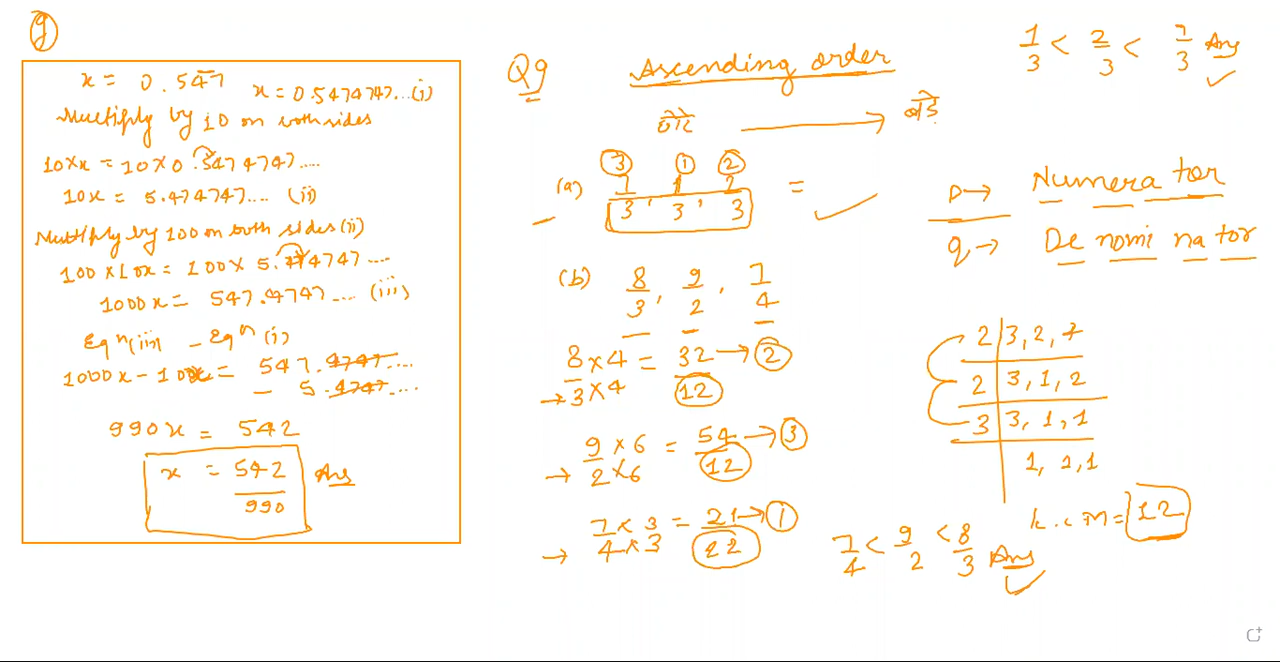 g
x = 0.547
x = 0.5474747...(i)
Multiply by 10 on both sides
10×x = 10×0.5474747.....
10x = 5.474747.... (ii)
Multiply by 100 on both sides (ii)
100×10x = 100× 5.474747....
1000x = 547.4747... (iii)
Eqn(iii) - Eqn(i)
1000x - 10x = 547.4747....
- 5.4747...
990x = 542
x = 542/990 Ans
Q9 Ascending order
छोटे → बड़े
(a) 7/3, 1/3, 2/3 =
③ ① ②
(b) 8/3, 9/2, 7/4
8×4/3×4 = 32/12 → ②
→ 9×6/2×6 = 54/12 → ③
→ 7×3/4×3 = 21/22 → ①
7/4 < 9/2 < 8/3 Ans
1/3 < 2/3 < 7/3 Ans
p → Numerator
q → Denominator
2 | 3, 2, 4
2 | 3, 1, 2
3 | 3, 1, 1
1, 1, 1
L.C.M = 12